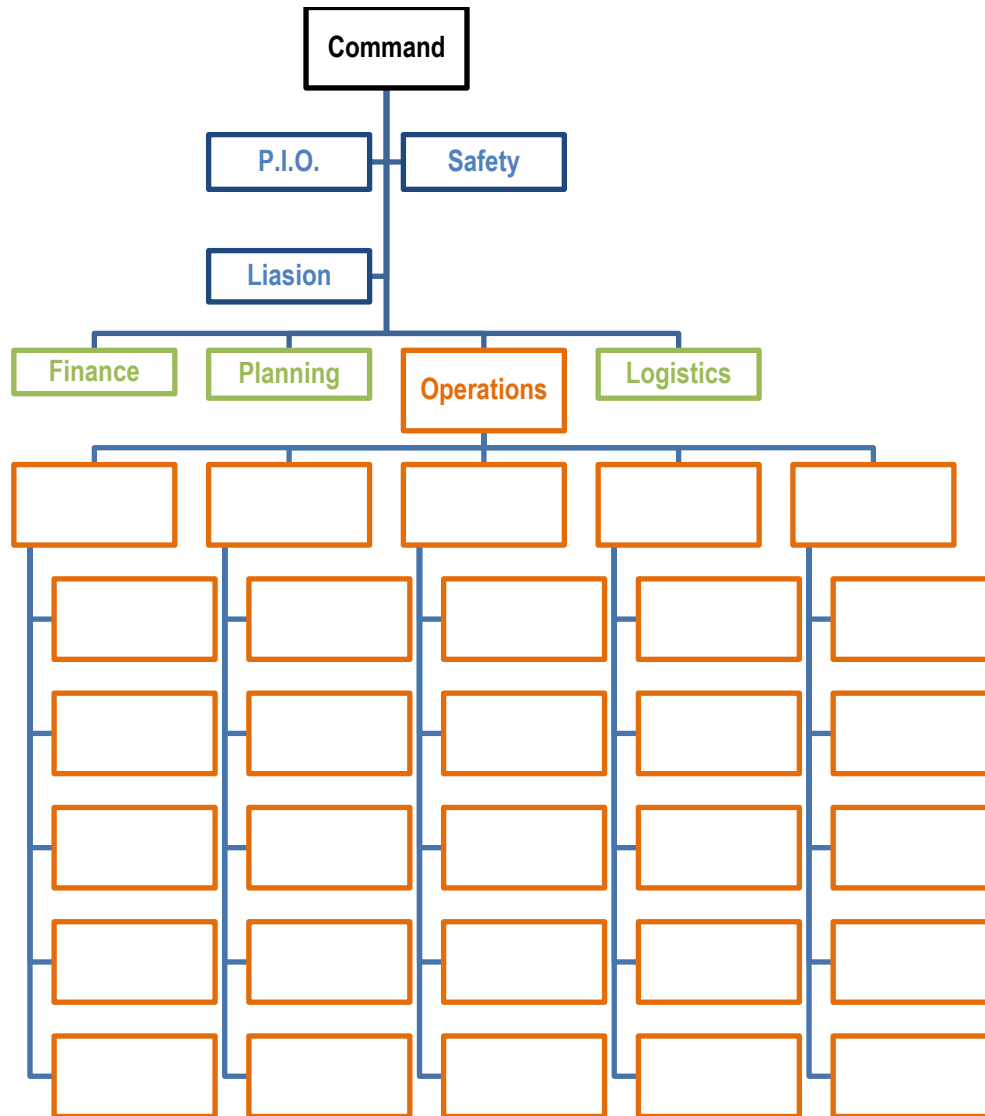 Command
P.I.O.
Safety
Liasion
Finance
Planning
Operations
Logistics